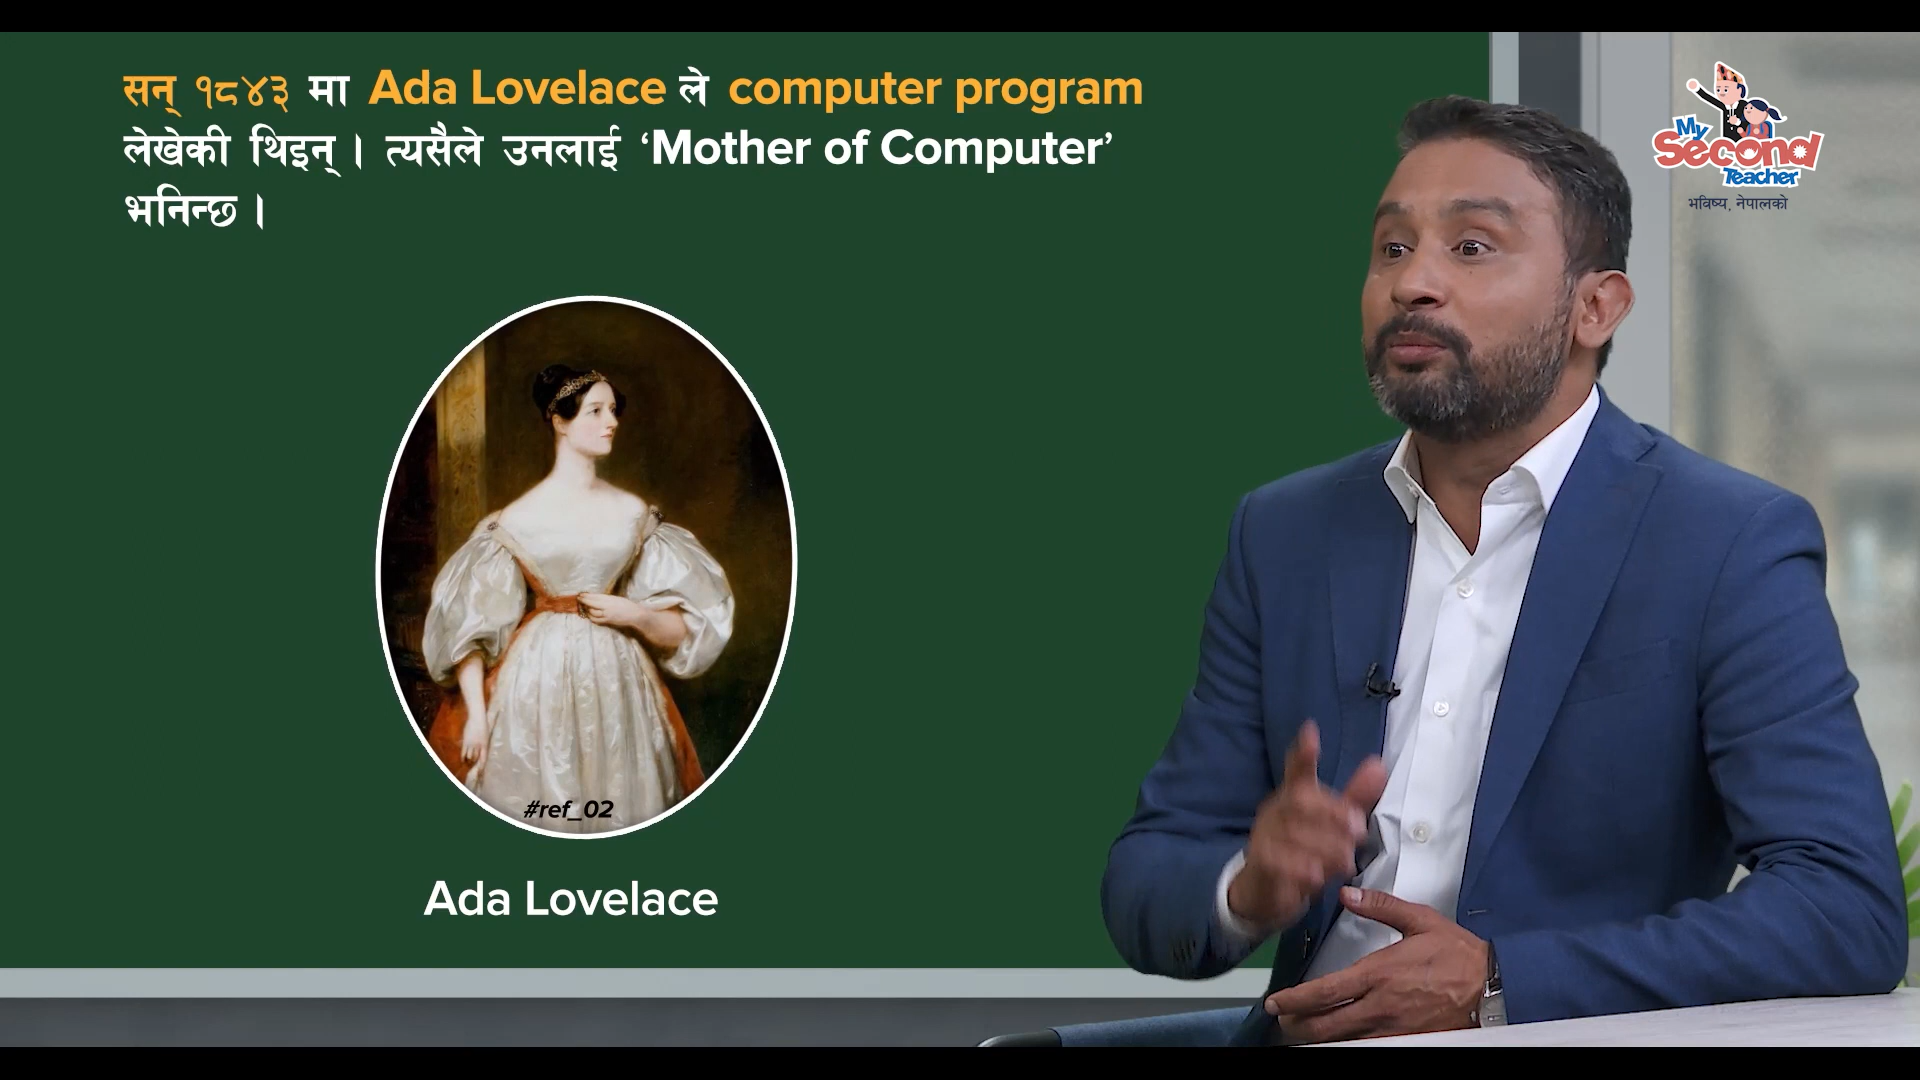 सन् १८४३ मा Ada Lovelace ले computer program
लेखेकी थिइन् । त्यसैले उनलाई ‘Mother of Computer’
भनिन्छ ।
My
Second
Teacher
भविष्य, नेपालको
#ref_02
Ada Lovelace